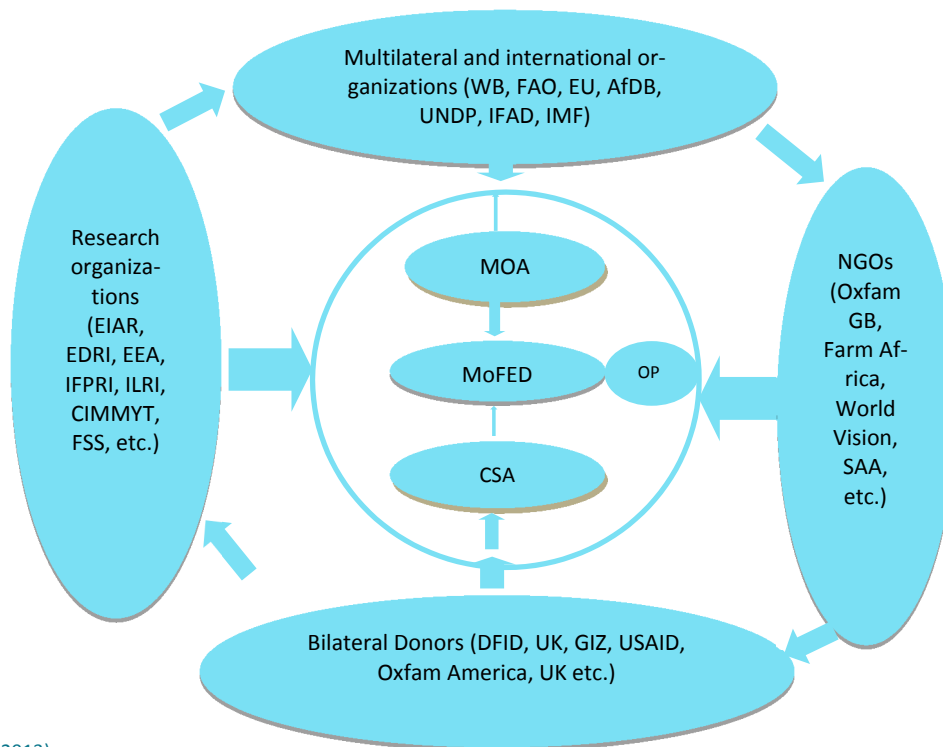 Multilateral and international or-
ganizations (WB, FAO, EU, AfDB,
UNDP, IFAD, IMF)
Research
organiza-
tions
(EIAR,
EDRI, EEA,
IFPRI, ILRI,
CIMMYT,
FSS, etc.)
MOA
MoFED
OP
CSA
NGOs
(Oxfam
GB,
Farm Af-
rica,
World
Vision,
SAA,
etc.)
Bilateral Donors (DFID, UK, GIZ, USAID,
Oxfam America, UK etc.)